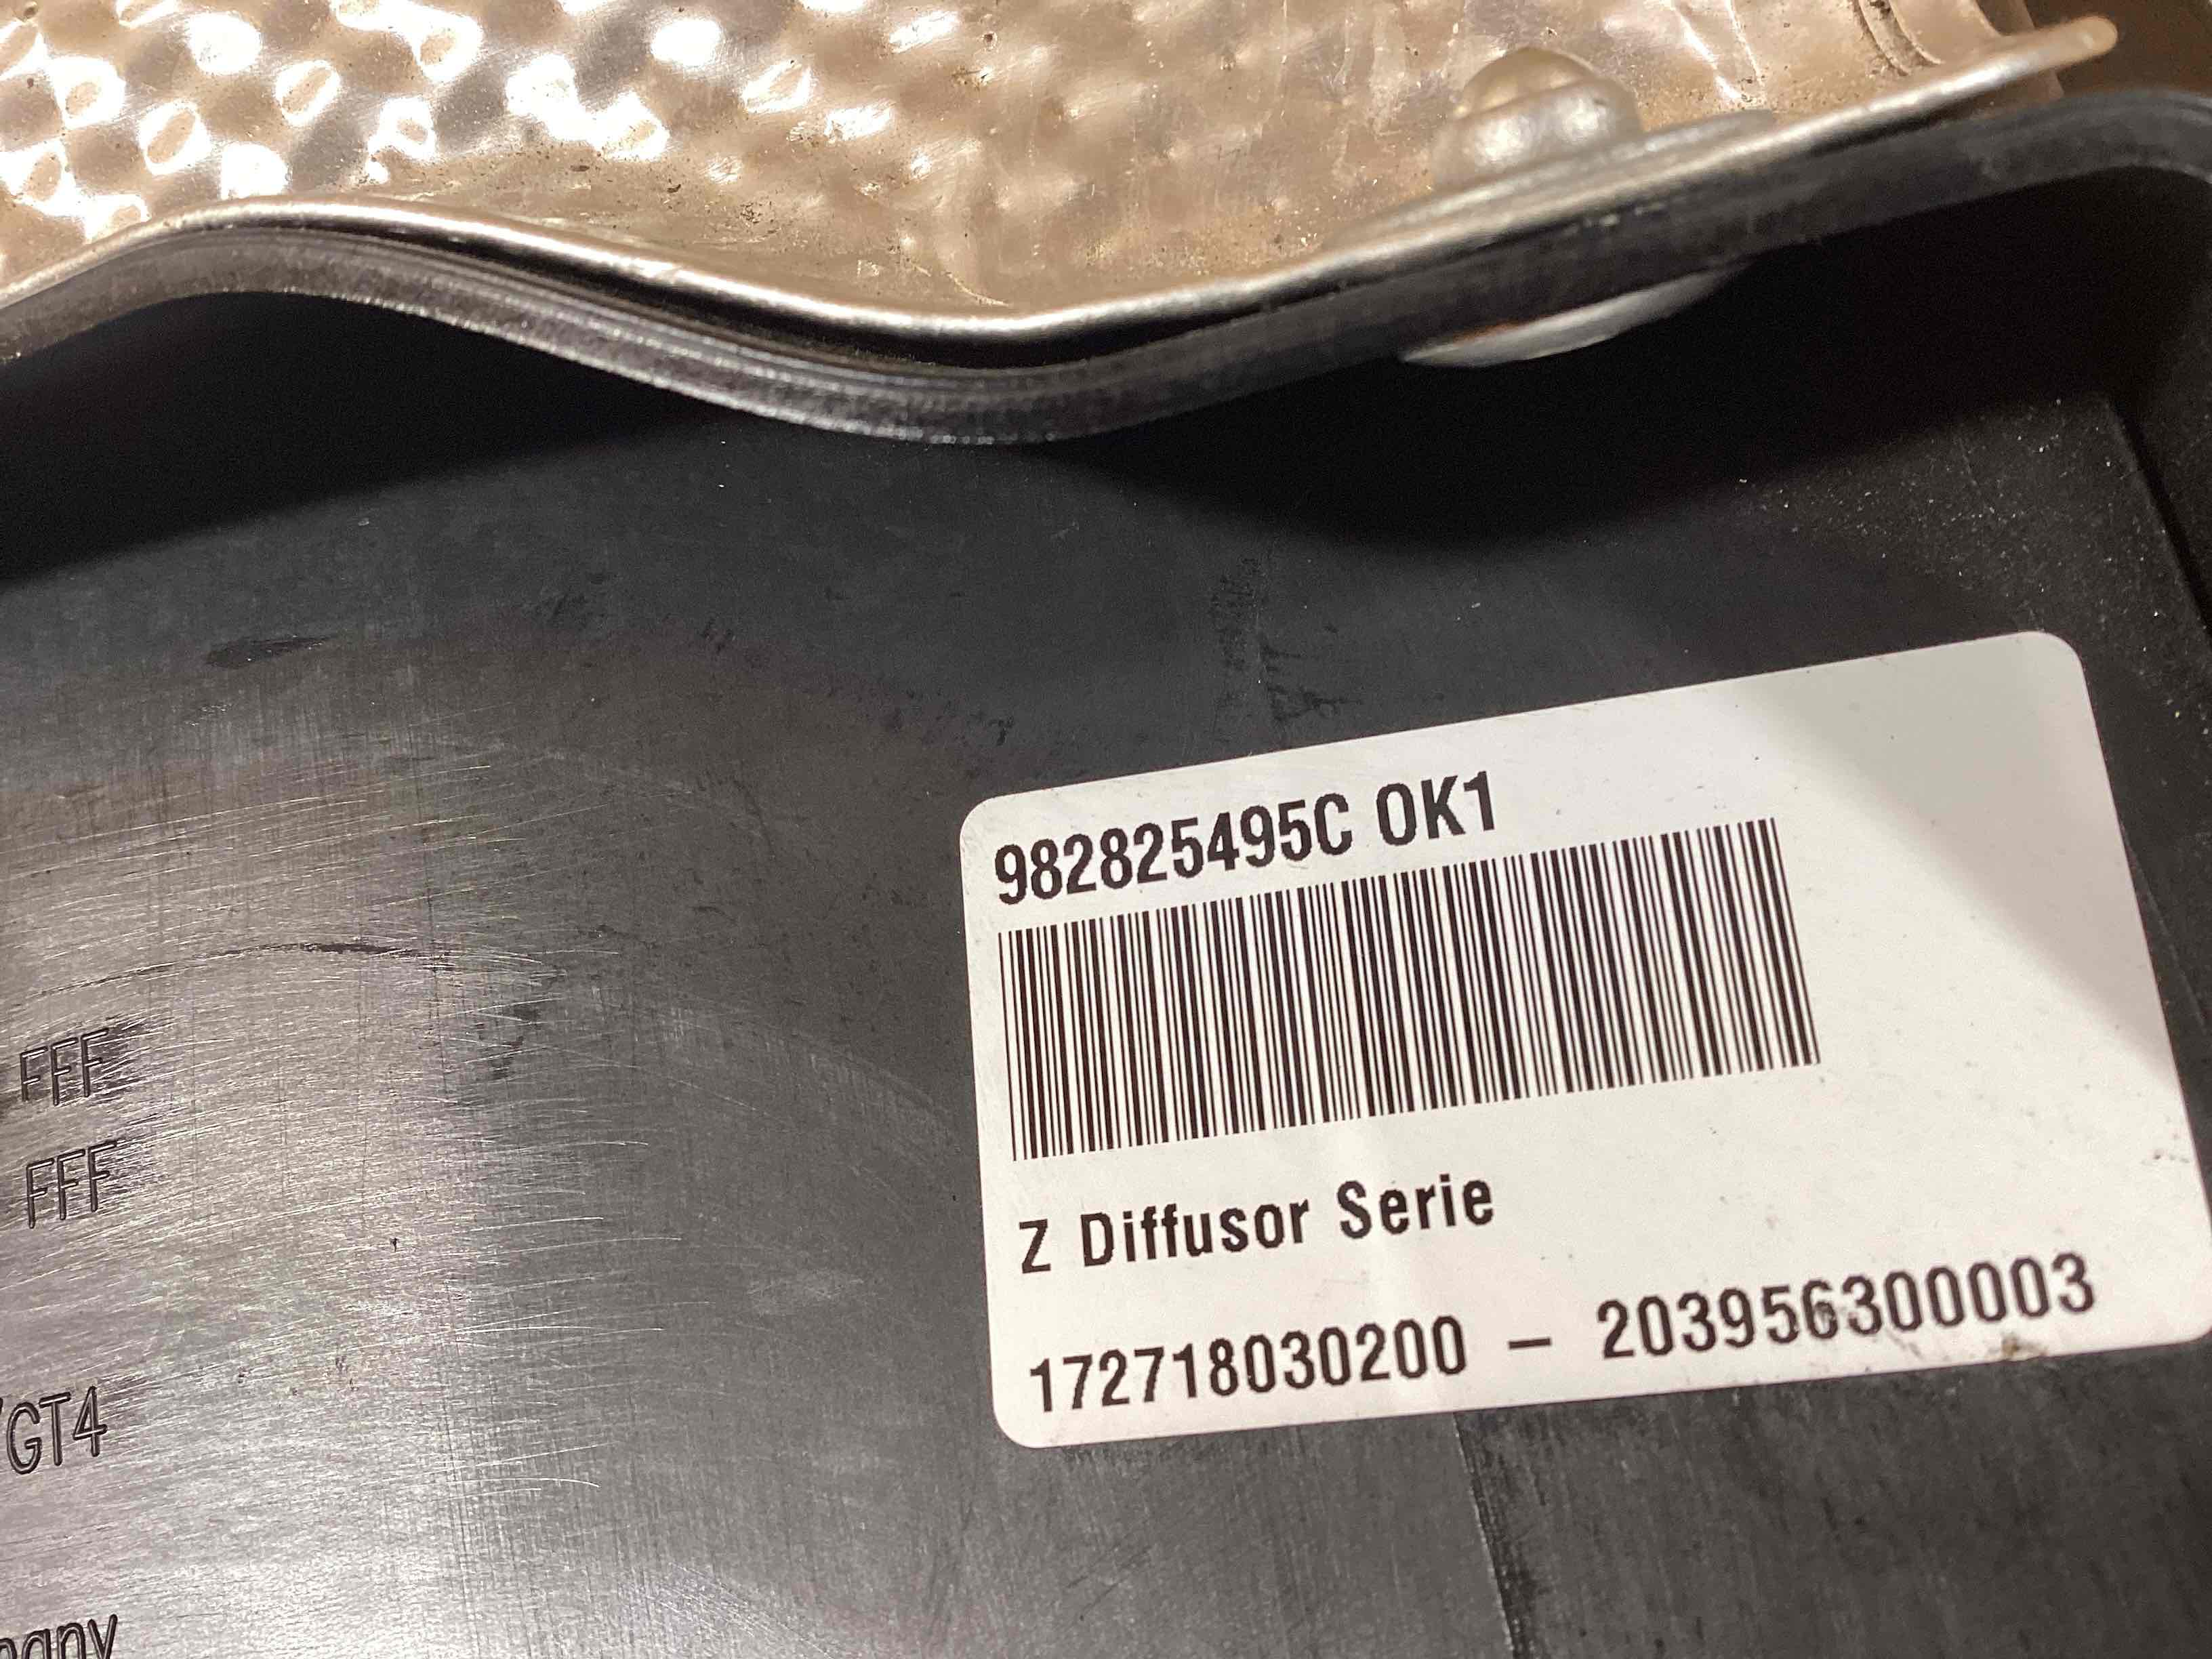 982825495C OK1
Z Diffusor Serie
172718030200 – 203956300003
FFF
FFF
/GT4